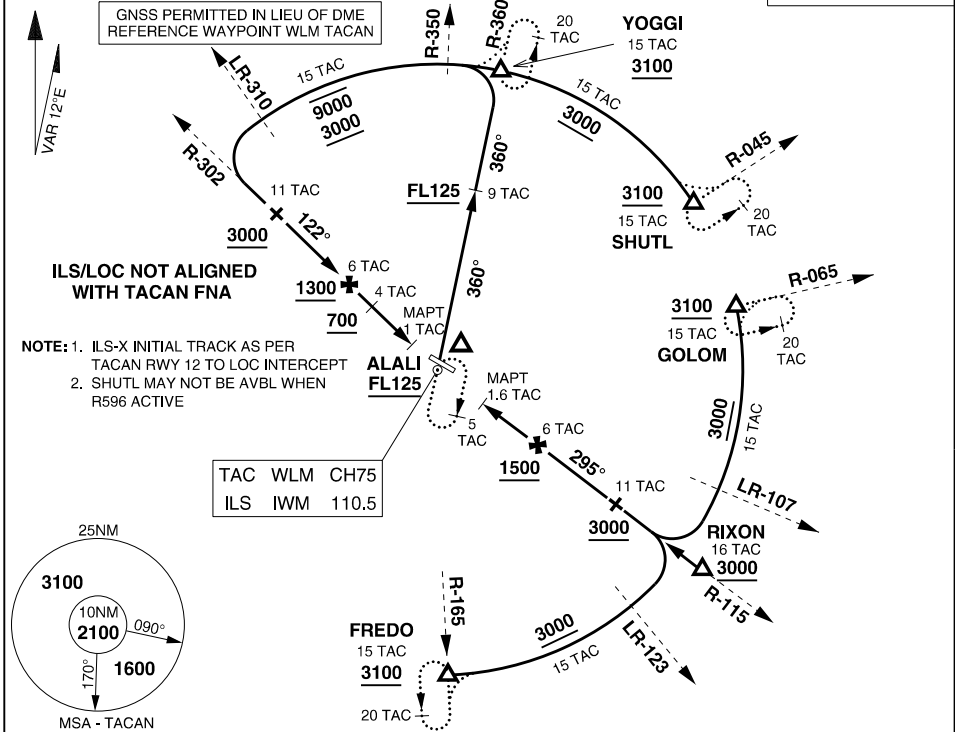 GNSS PERMITTED IN LIEU OF DME
REFERENCE WAYPOINT WLM TACAN
VAR 12°E
LR-310
15 TAC
9000
3000
R-350
R-360
20
TAC
YOGGI
15 TAC
3100
15 TAC
3000
R-045
3100
15 TAC
SHUTL
20
TAC
R-302
11 TAC
3000
122°
FL125
9 TAC
360°
360°
ILS/LOC NOT ALIGNED
WITH TACAN FNA
6 TAC
1300
4 TAC
700
MAPT
1 TAC
NOTE: 1. ILS-X INITIAL TRACK AS PER
TACAN RWY 12 TO LOC INTERCEPT
2. SHUTL MAY NOT BE AVBL WHEN
R596 ACTIVE
ALALI
FL125
5
TAC
R-065
3100
15 TAC
GOLOM
20
TAC
3000
15 TAC
MAPT
1.6 TAC
6 TAC
1500
295°
11 TAC
3000
LR-107
RIXON
16 TAC
3000
R-115
TAC WLM CH75
ILS IWM 110.5
R-165
FREDO
15 TAC
3100
20 TAC
3000
15 TAC
LR-123
25NM
3100
10NM
2100
090°
170°
1600
MSA - TACAN